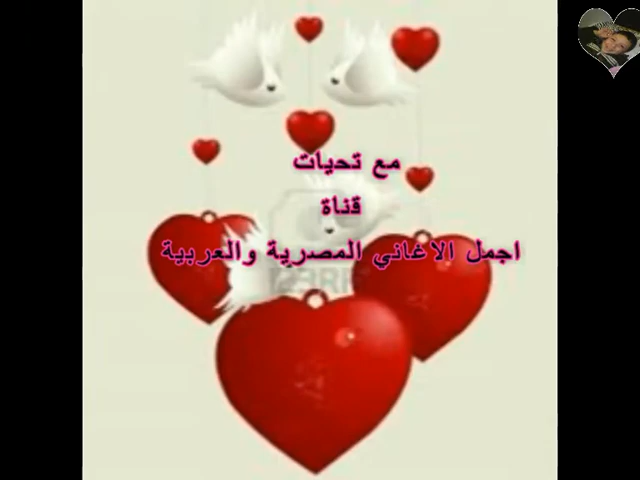 مع تحيات
قناة
اجمل الاغاني المصرية والعربية